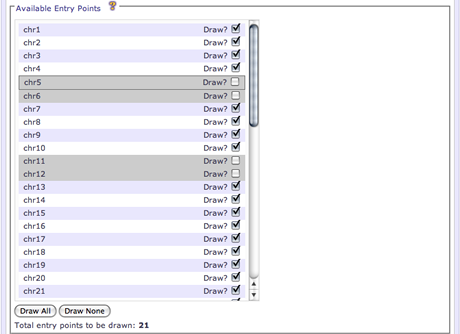 Available Entry Points ?
chr1 Draw?
chr2 Draw?
chr3 Draw?
chr4 Draw?
chr5 Draw?
chr6 Draw?
chr7 Draw?
chr8 Draw?
chr9 Draw?
chr10 Draw?
chr11 Draw?
chr12 Draw?
chr13 Draw?
chr14 Draw?
chr15 Draw?
chr16 Draw?
chr17 Draw?
chr18 Draw?
chr19 Draw?
chr20 Draw?
chr21 Draw?
Draw All Draw None
Total entry points to be drawn: 21